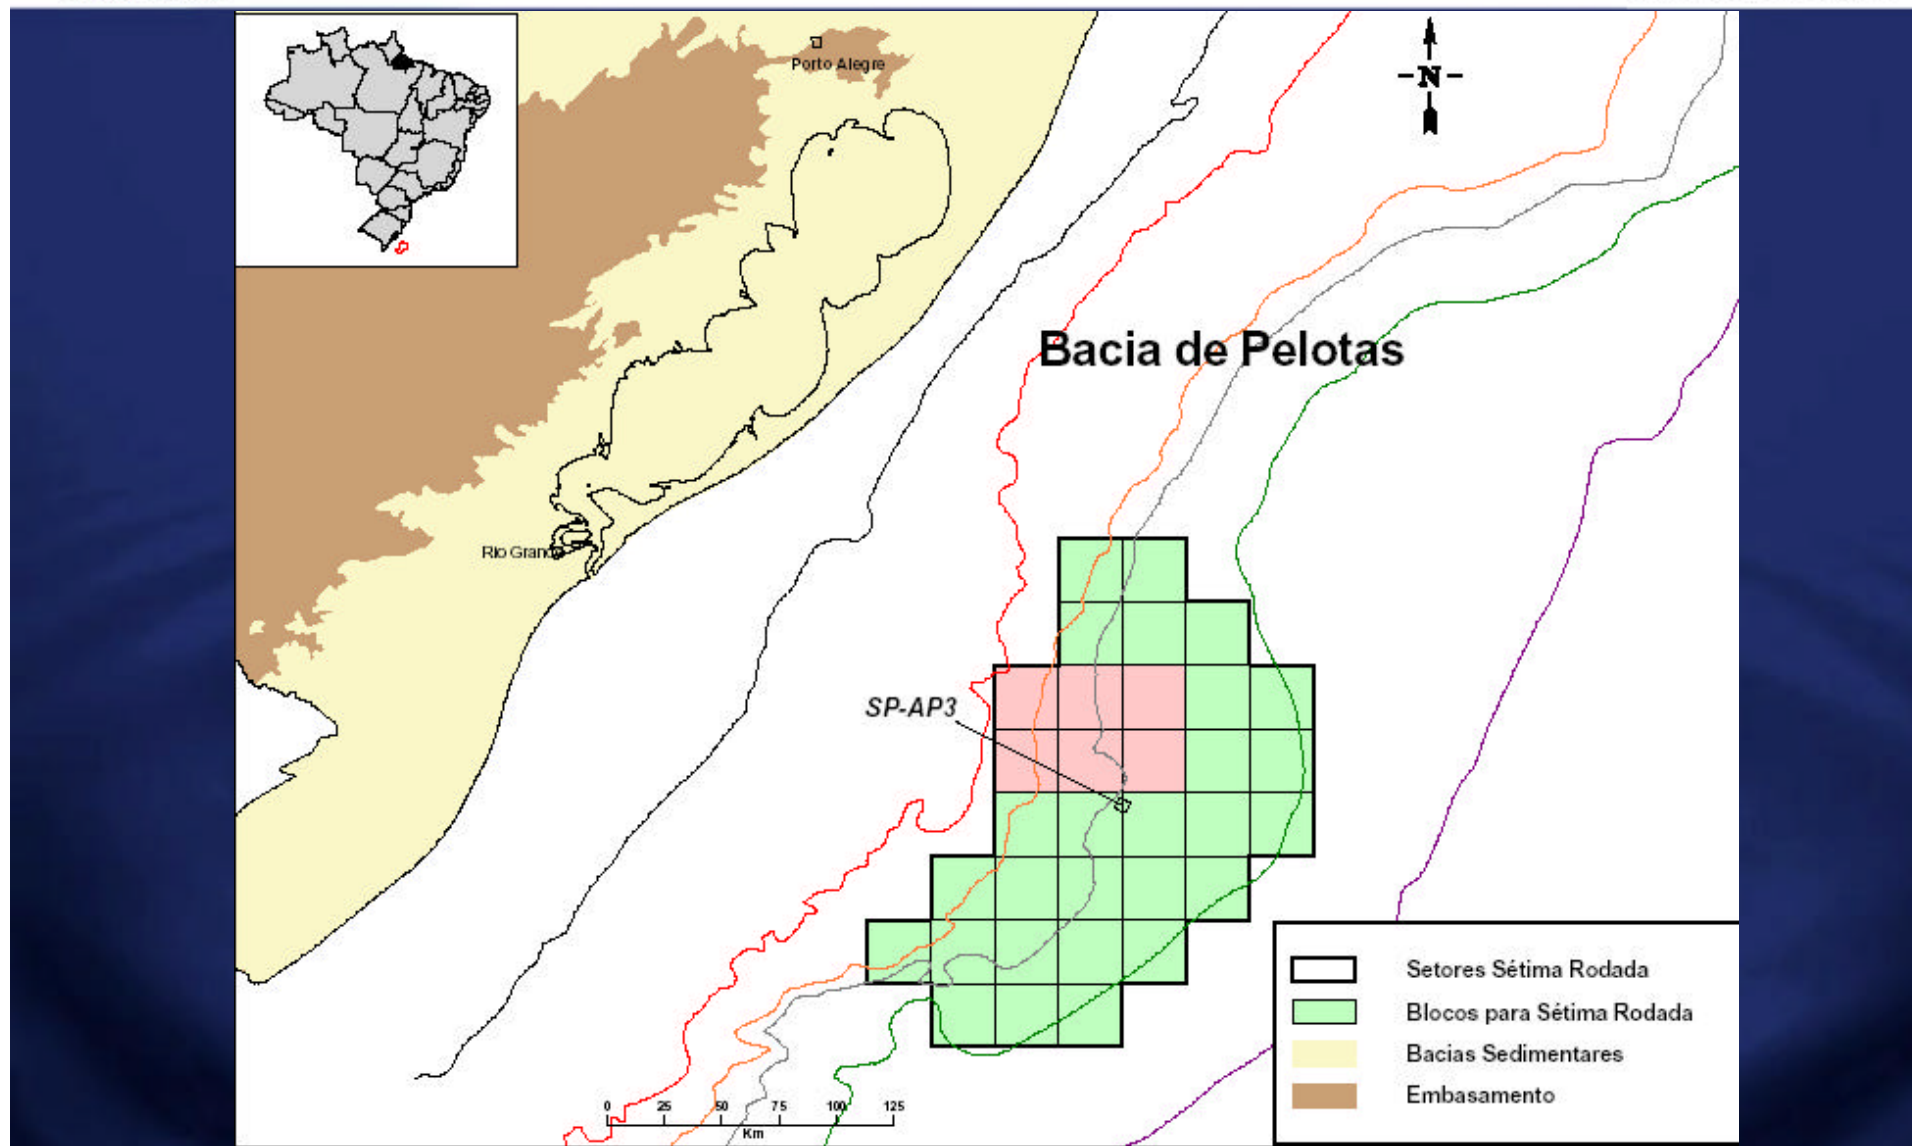 Porto Alegre
N
Bacia de Pelotas
Rio Grande
SP-AP3
Setores Sétima Rodada
Blocos para Sétima Rodada
Bacias Sedimentares
Embasamento
0 25 50 75 100 125
Km